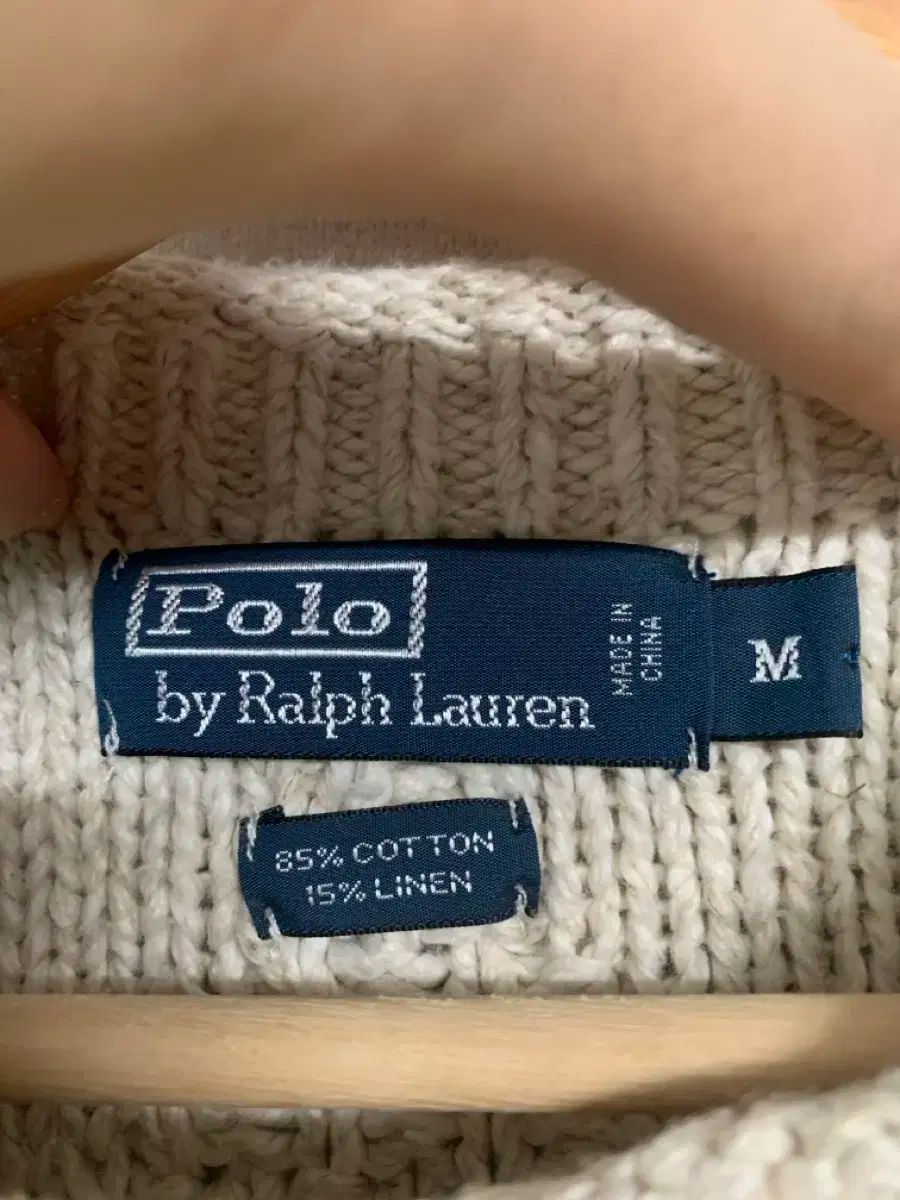 Polo
by Ralph Lauren
MADE IN
CHINA
M
85% COTTON
15% LINEN